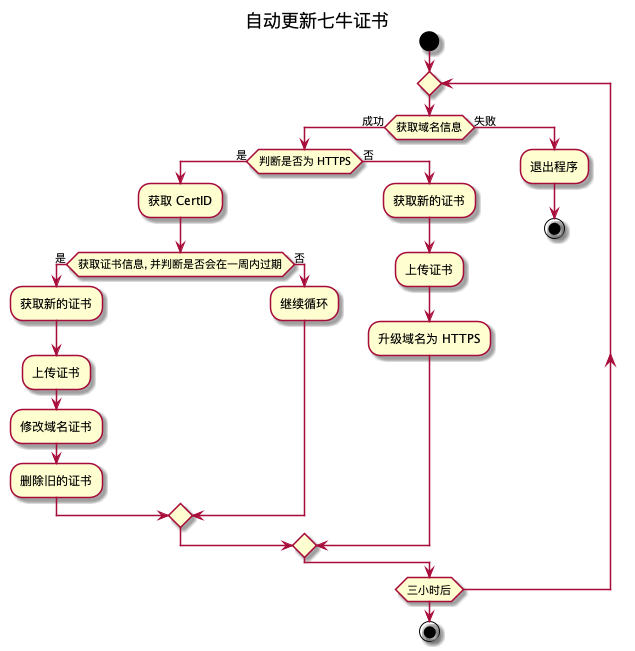 自动更新七牛证书
成功
获取域名信息
失败
是
判断是否为 HTTPS
否
退出程序
获取 CertID
获取新的证书
是
获取证书信息, 并判断是否会在一周内过期
否
上传证书
获取新的证书
继续循环
升级域名为 HTTPS
上传证书
修改域名证书
删除旧的证书
三小时后